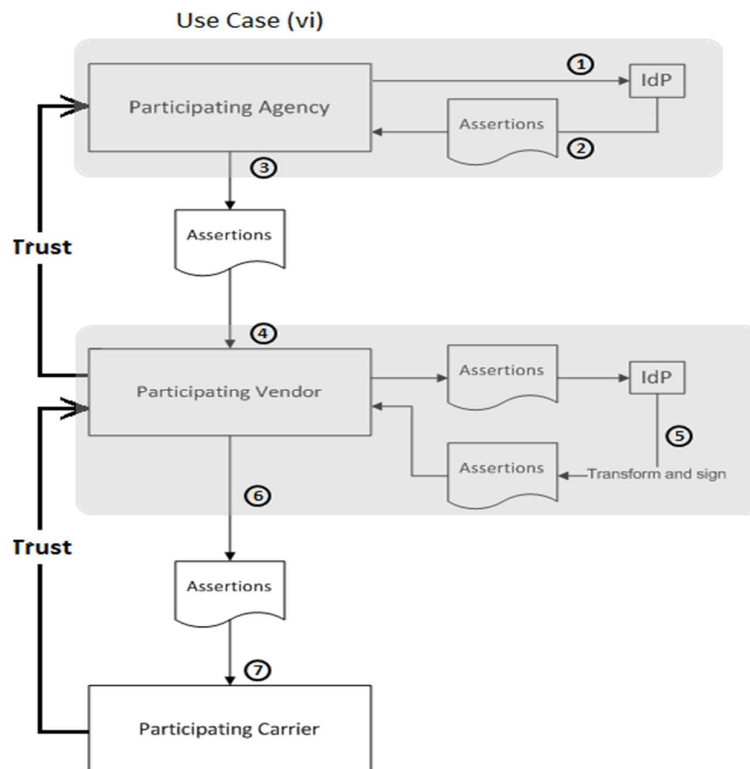 Use Case (vi)
①
IdP
Participating Agency
Assertions
②
③
Assertions
Trust
④
Assertions
IdP
Participating Vendor
⑤
Assertions
Transform and sign
⑥
Trust
Assertions
⑦
Participating Carrier